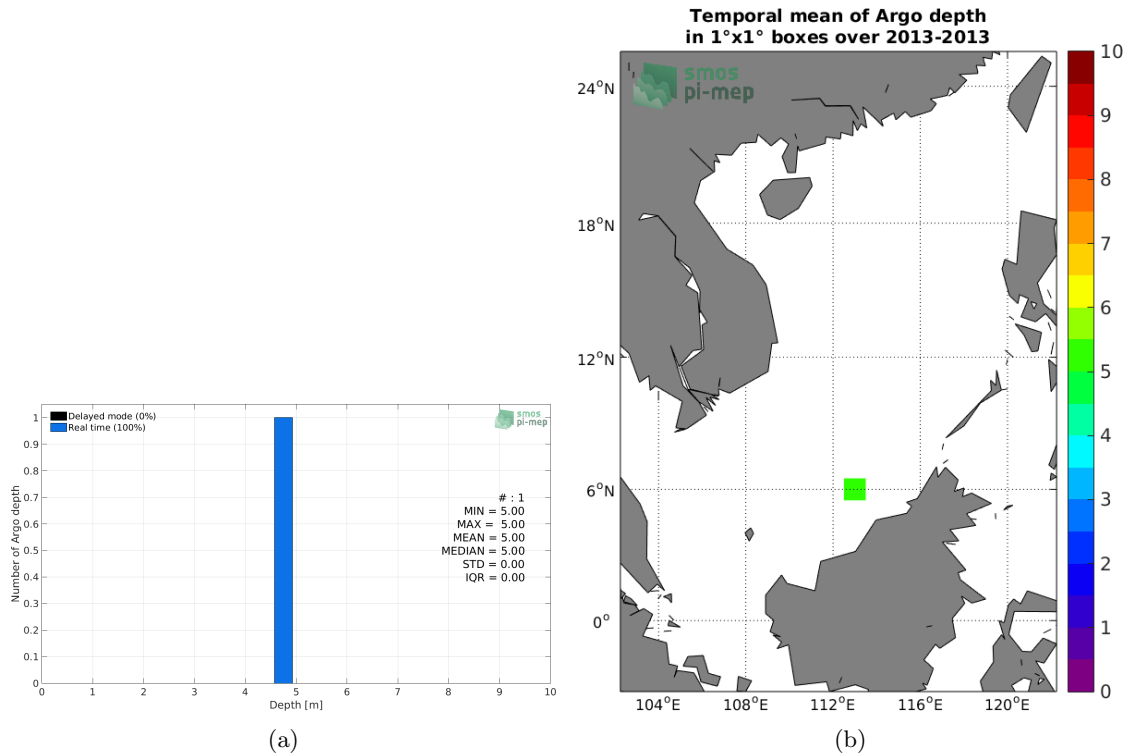 Delayed mode (0%)
Real time (100%)
smos
pi-mep
# : 1
MIN = 5.00
MAX = 5.00
MEAN = 5.00
MEDIAN = 5.00
STD = 0.00
IQR = 0.00
Number of Argo depth
1
0.9
0.8
0.7
0.6
0.5
0.4
0.3
0.2
0.1
0
0 1 2 3 4 5 6 7 8 9 10
Depth [m]
(a)
Temporal mean of Argo depth
in 1°x1° boxes over 2013-2013
smos
pi-mep
24°N
18°N
12°N
6°N
0°
104°E 108°E 112°E 116°E 120°E
10
9
8
7
6
5
4
3
2
1
0
(b)